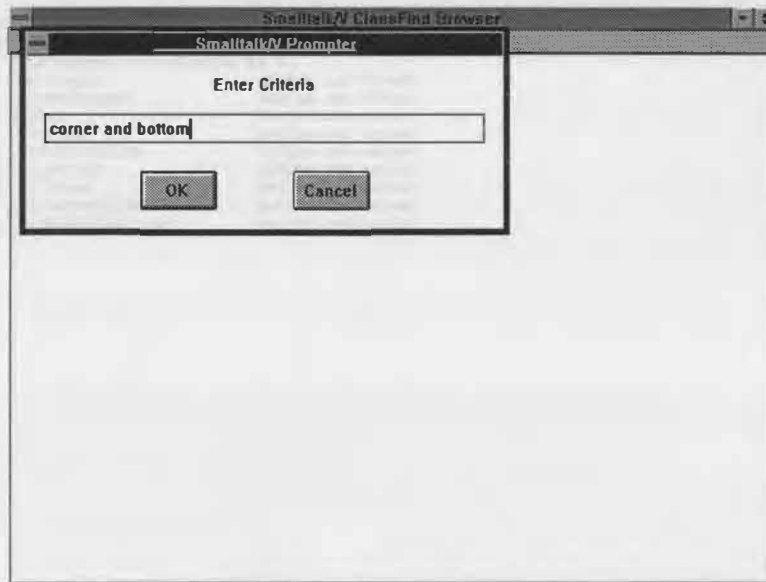 Smalltalk/V ClassFind Browser
Smalltalk/V Prompter
Enter Criteria
corner and bottom
OK
Cancel